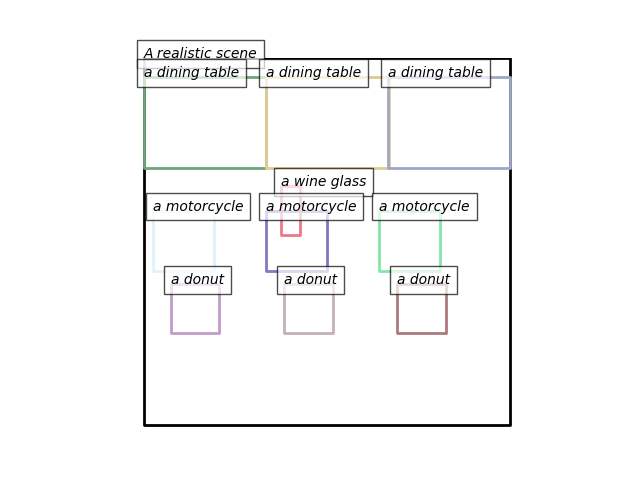 A realistic scene
a dining table a dining table a dining table
a wine glass
a motorcycle a motorcycle a motorcycle
a donut a donut a donut